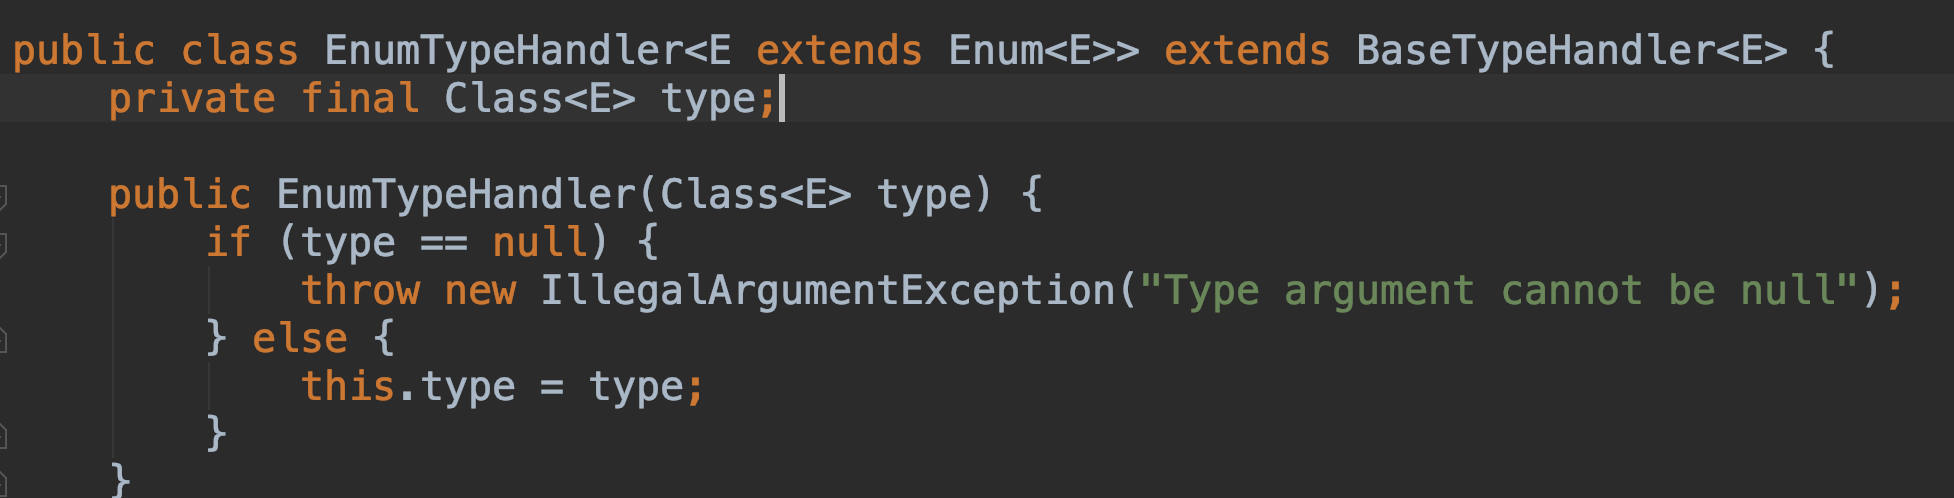 public class EnumTypeHandler<E extends Enum<E>> extends BaseTypeHandler<E> {
    private final Class<E> type;

    public EnumTypeHandler(Class<E> type) {
        if (type == null) {
            throw new IllegalArgumentException("Type argument cannot be null");
        } else {
            this.type = type;
        }
    }